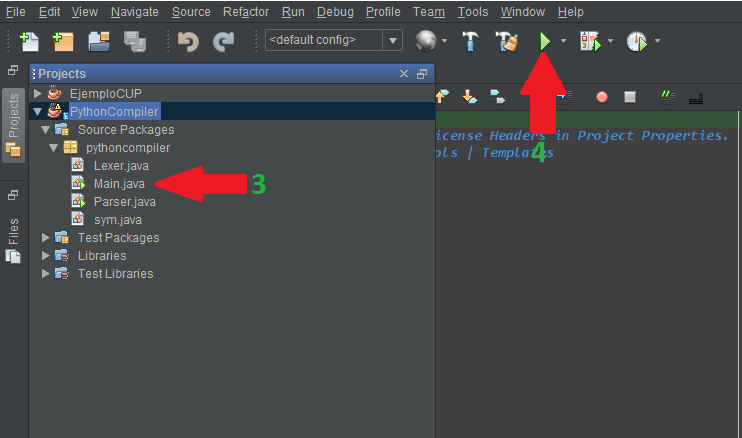 File Edit View Navigate Source Refactor Run Debug Profile Team Tools Window Help
<default config>
Projects
EjemploCUP
PythonCompiler
Source Packages
pythoncompiler
Lexer.java
Main.java
Parser.java
sym.java
Test Packages
Libraries
Test Libraries
Projects
Files
3
4
icense Headers in Project Properties.
ols | Templates